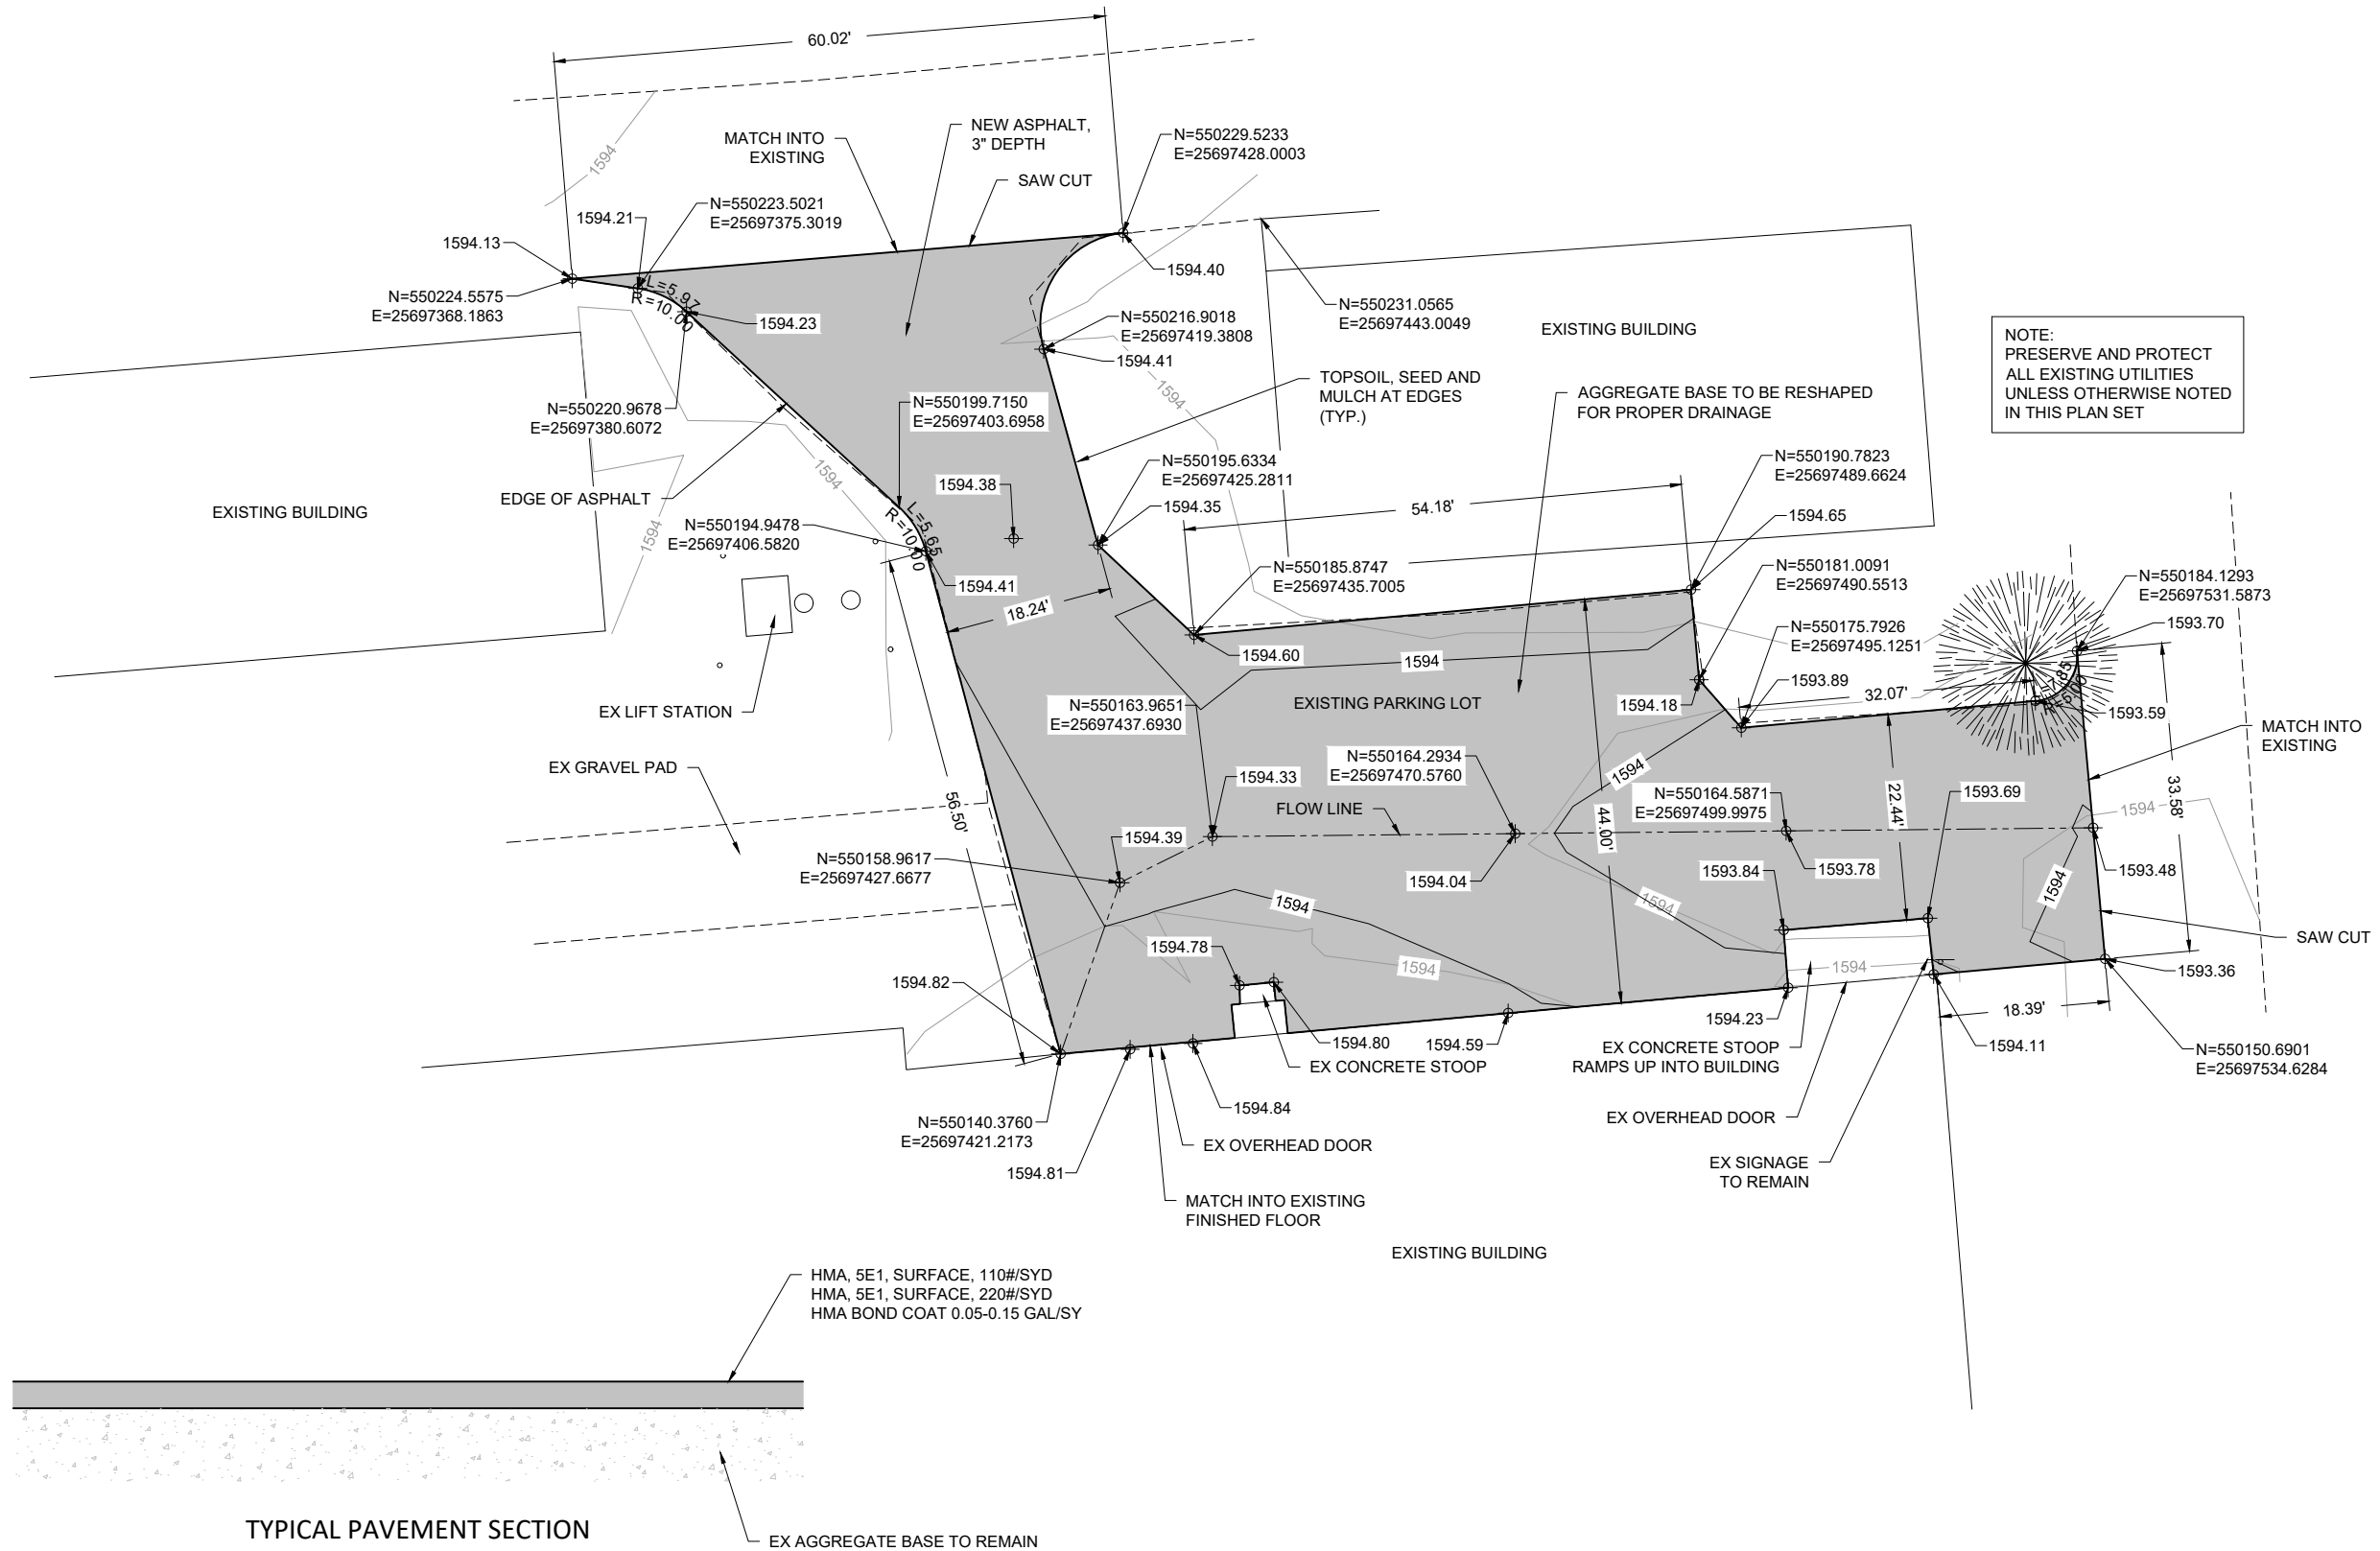 60.02'
NEW ASPHALT,
3" DEPTH
MATCH INTO
EXISTING
SAW CUT
N=550229.5233
E=25697428.0003
1594
N=550223.5021
E=25697375.3019
1594.21
1594.13
1594.40
L=5.97
R=10.00
N=550224.5575
E=25697368.1863
1594.23
N=550216.9018
E=25697419.3808
1594.41
N=550231.0565
E=25697443.0049
EXISTING BUILDING
NOTE:
PRESERVE AND PROTECT
ALL EXISTING UTILITIES
UNLESS OTHERWISE NOTED
IN THIS PLAN SET
1594
TOPSOIL, SEED AND
MULCH AT EDGES
(TYP.)
AGGREGATE BASE TO BE RESHAPED
FOR PROPER DRAINAGE
N=550220.9678
E=25697380.6072
N=550199.7150
E=25697403.6958
N=550195.6334
E=25697425.2811
N=550190.7823
E=25697489.6624
1594
EDGE OF ASPHALT
1594.38
1594.35
54.18'
1594.65
EXISTING BUILDING
1594
N=550194.9478
E=25697406.5820
L=5.65
R=10.00
1594.41
N=550185.8747
E=25697435.7005
N=550181.0091
E=25697490.5513
N=550184.1293
E=25697531.5873
18.24'
1593.70
N=550175.7926
E=25697495.1251
1594.60
1594
1593.89
32.07'
L=7.85
R=5.00
EX LIFT STATION
N=550163.9651
E=25697437.6930
EXISTING PARKING LOT
1594.18
1593.59
MATCH INTO
EXISTING
EX GRAVEL PAD
56.50'
1594.33
N=550164.2934
E=25697470.5760
1594
FLOW LINE
44.00'
N=550164.5871
E=25697499.9975
22.44'
1593.69
33.58'
1594
1594.39
N=550158.9617
E=25697427.6677
1594.04
1593.84
1593.78
1593.48
1594
1594
1594
1594.78
1594
1594
SAW CUT
1594.82
1593.36
18.39'
1594.80
1594.59
1594.23
EX CONCRETE STOOP
EX CONCRETE STOOP
RAMPS UP INTO BUILDING
1594.11
N=550150.6901
E=25697534.6284
N=550140.3760
E=25697421.2173
1594.84
EX OVERHEAD DOOR
EX OVERHEAD DOOR
1594.81
EX SIGNAGE
TO REMAIN
MATCH INTO EXISTING
FINISHED FLOOR
EXISTING BUILDING
HMA, 5E1, SURFACE, 110#/SYD
HMA, 5E1, SURFACE, 220#/SYD
HMA BOND COAT 0.05-0.15 GAL/SY
TYPICAL PAVEMENT SECTION
EX AGGREGATE BASE TO REMAIN